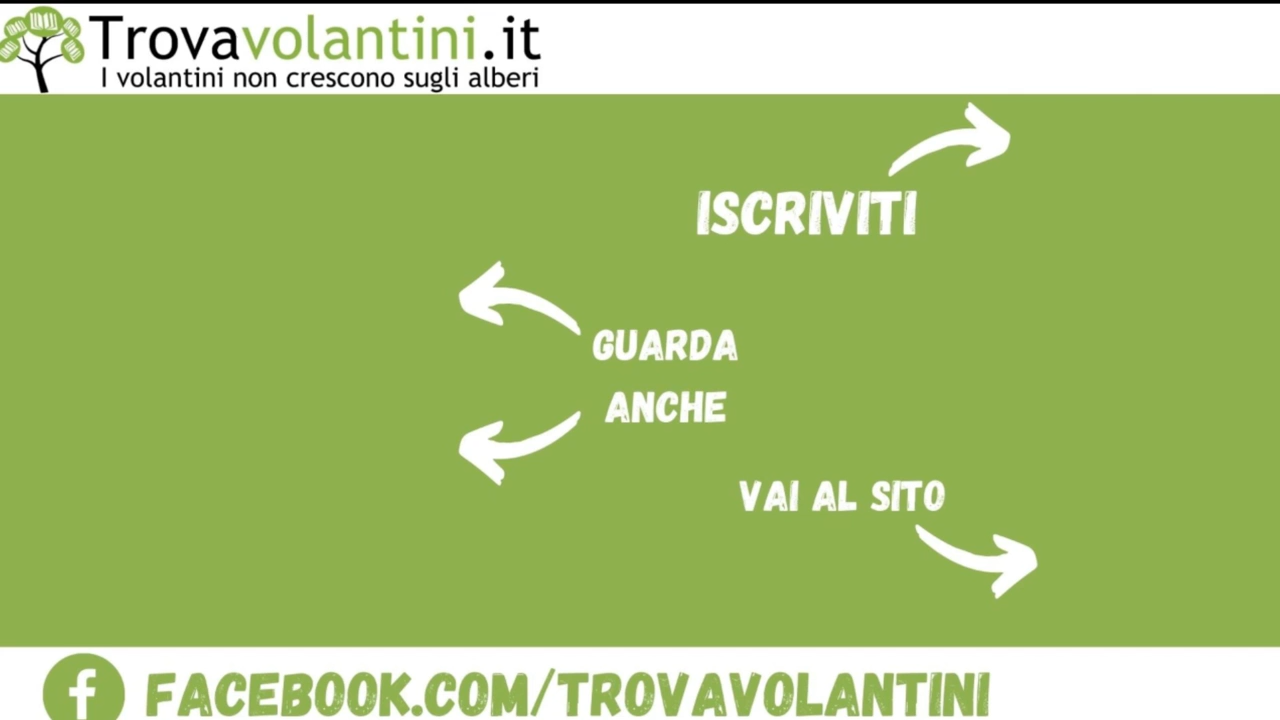 Trovavolantini.it
I volantini non crescono sugli alberi
ISCRIVITI
GUARDA
ANCHE
VAI AL SITO
FACEBOOK.COM/TROVAVOLANTINI